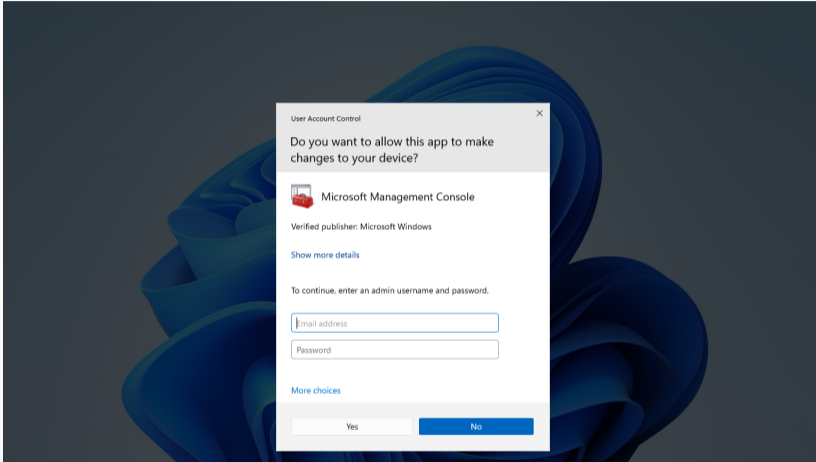 User Account Control
Do you want to allow this app to make
changes to your device?
Microsoft Management Console
Verified publisher: Microsoft Windows
Show more details
To continue, enter an admin username and password.
Email address
Password
More choices
Yes
No